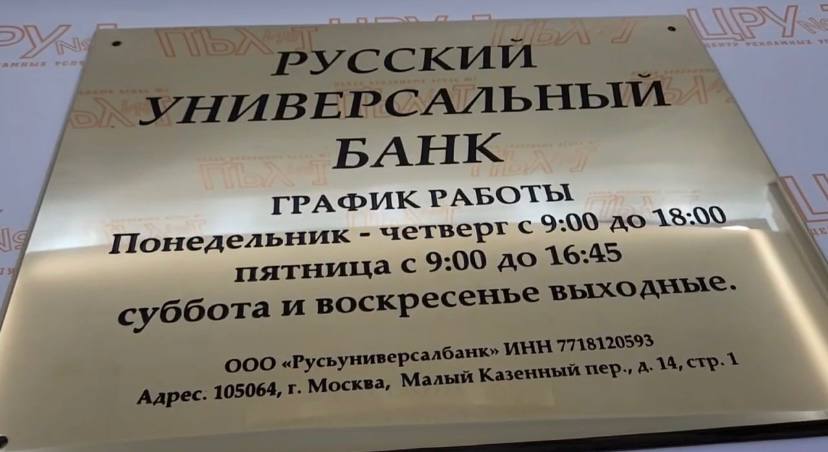 РУССКИЙ
УНИВЕРСАЛЬНЫЙ
БАНК
ГРАФИК РАБОТЫ
Понедельник - четверг с 9:00 до 18:00
пятница с 9:00 до 16:45
суббота и воскресенье выходные.
ООО «Русьуниверсалбанк» ИНН 7718120593
Адрес. 105064, г. Москва, Малый Казенный пер., д. 14, стр. 1